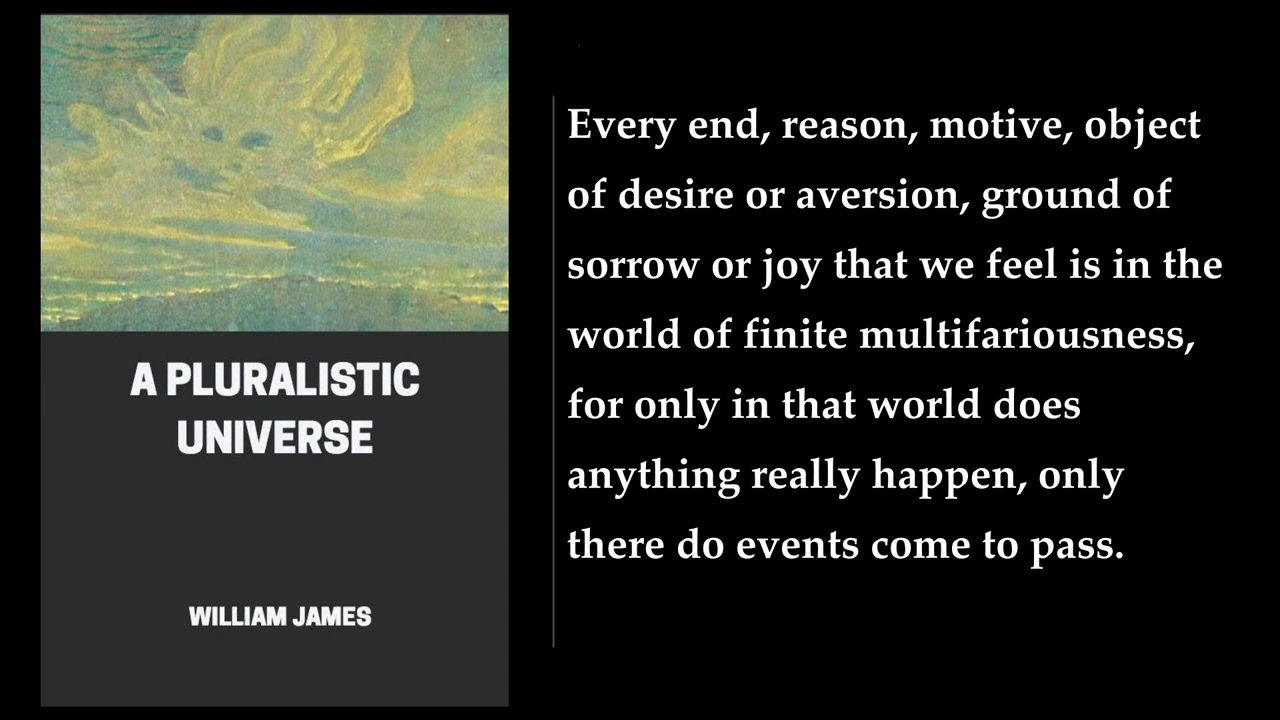 A PLURALISTIC
UNIVERSE
WILLIAM JAMES
Every end, reason, motive, object
of desire or aversion, ground of
sorrow or joy that we feel is in the
world of finite multifariousness,
for only in that world does
anything really happen, only
there do events come to pass.